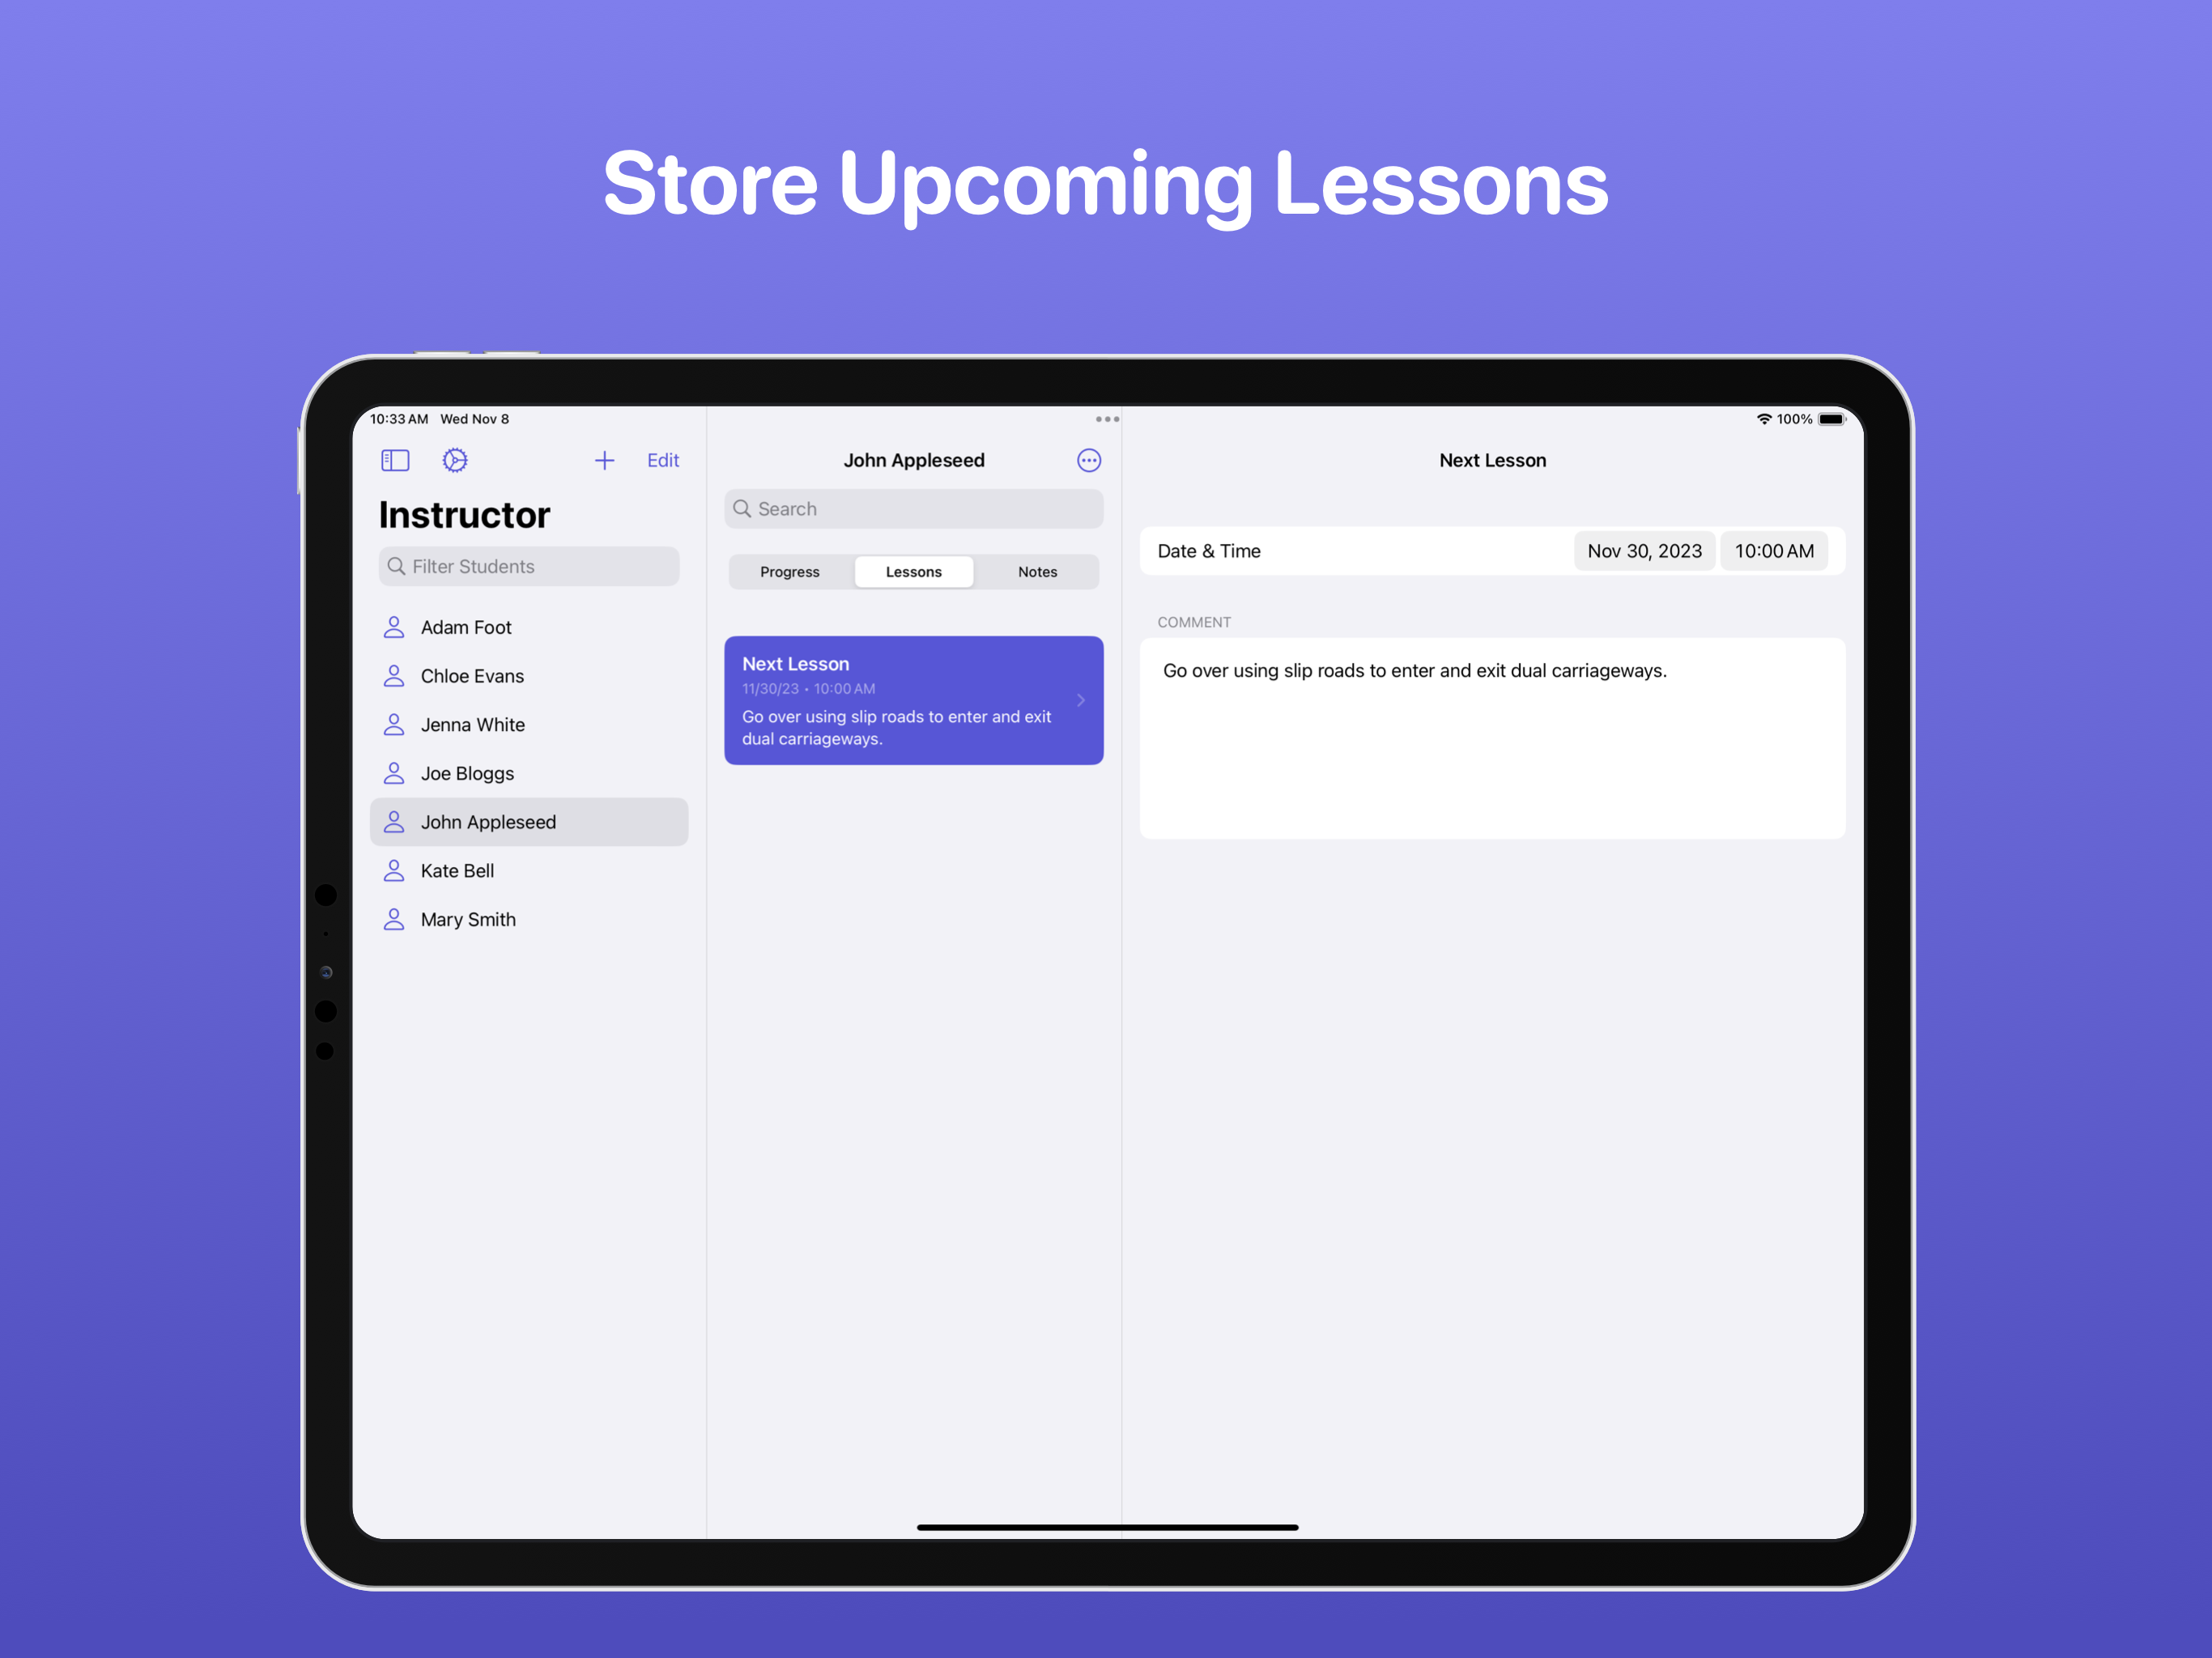 Store Upcoming Lessons
10:33 AM Wed Nov 8
100%
Edit
Instructor
Filter Students
Adam Foot
Chloe Evans
Jenna White
Joe Bloggs
John Appleseed
Kate Bell
Mary Smith
John Appleseed
Search
Progress Lessons Notes
Next Lesson
11/30/23 • 10:00 AM
Go over using slip roads to enter and exit
dual carriageways.
Next Lesson
Date & Time Nov 30, 2023 10:00 AM
COMMENT
Go over using slip roads to enter and exit dual carriageways.